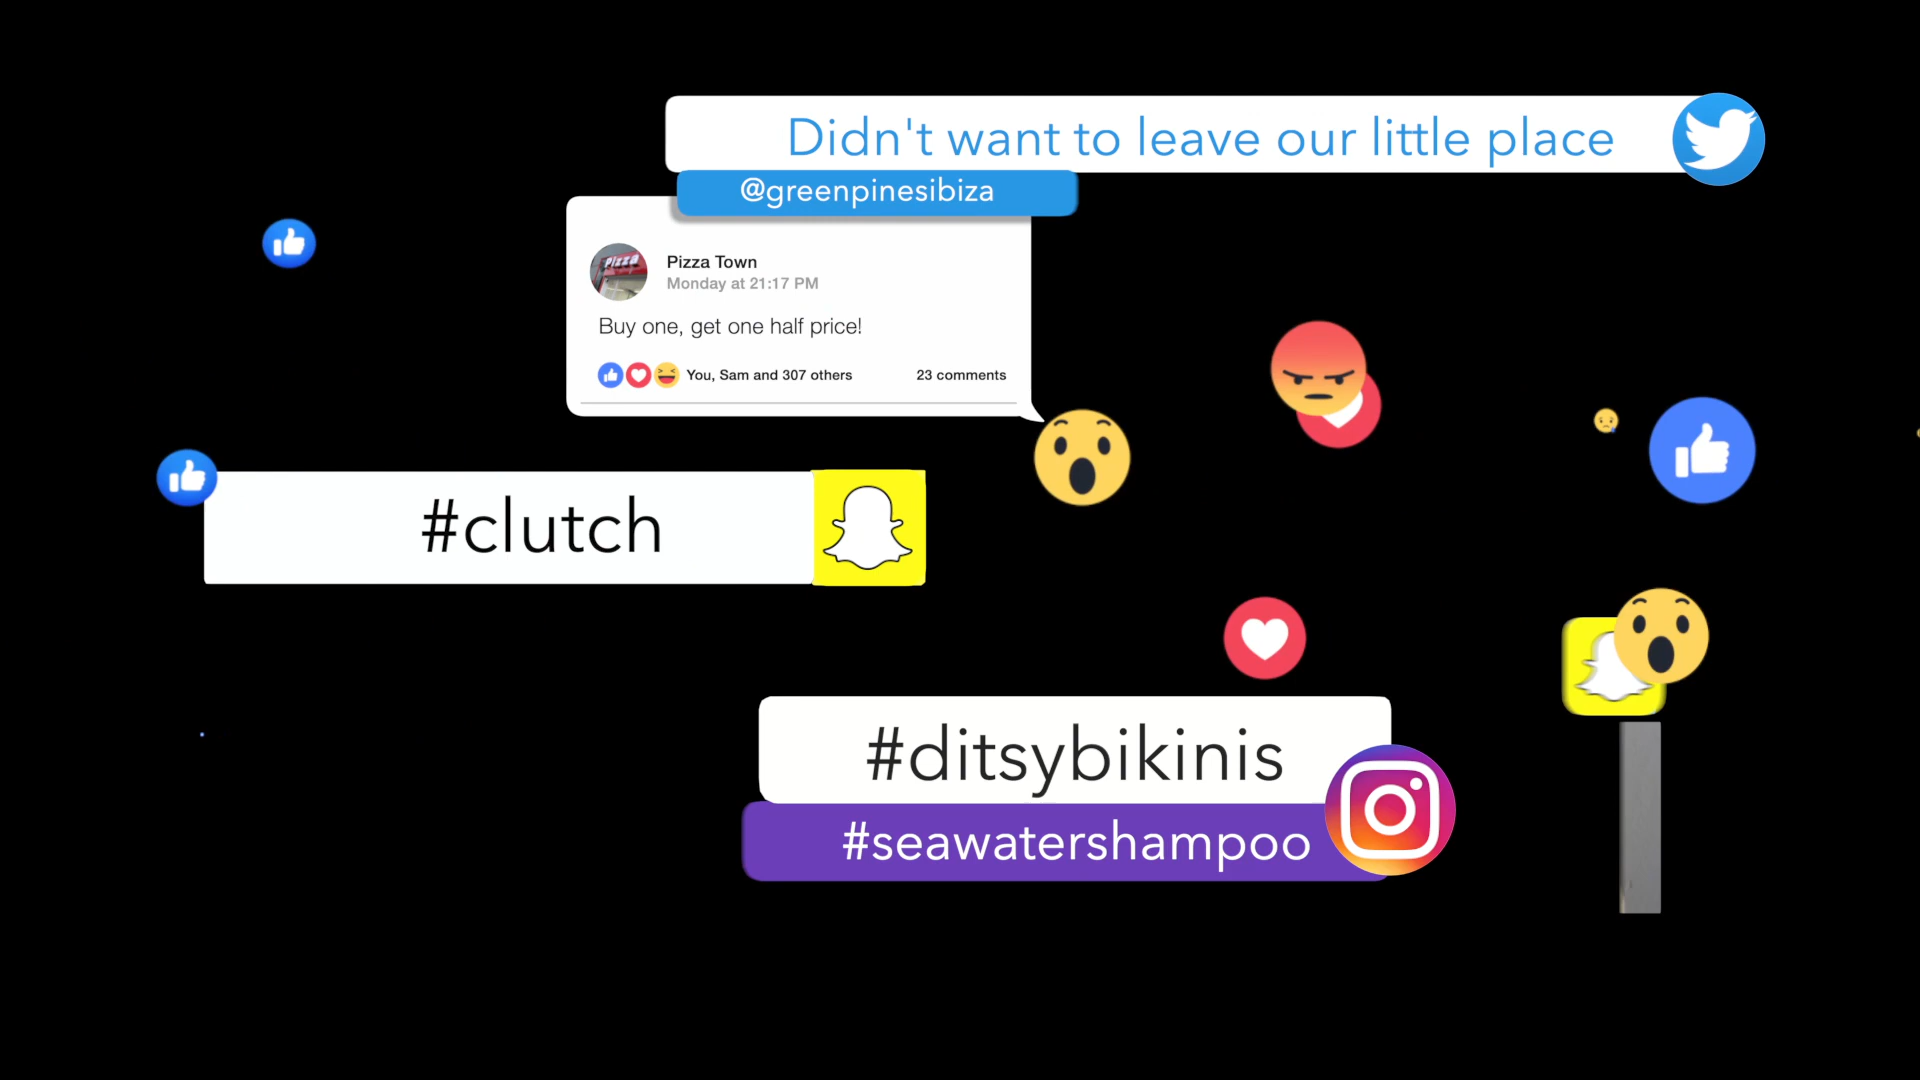 Didn't want to leave our little place
@greenpinesibiza
Pizza
Pizza Town
Monday at 21:17 PM
Buy one, get one half price!
You, Sam and 307 others
23 comments
#clutch
#ditsybikinis
#seawatershampoo